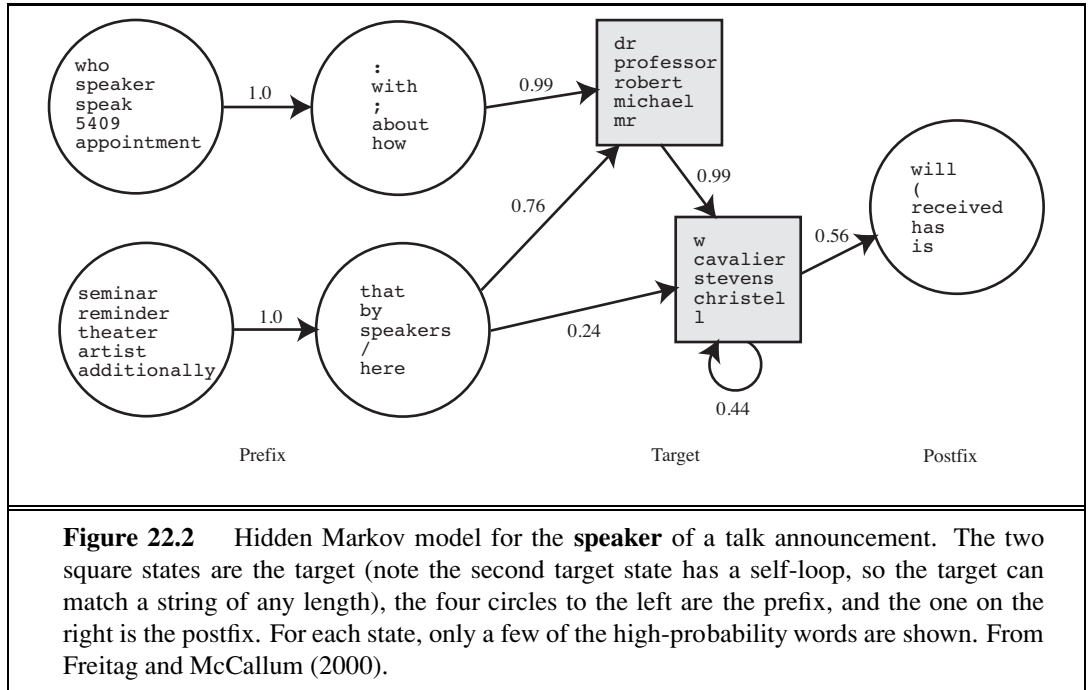 who
speaker
speak
5409
appointment
1.0
:
with
;
about
how
0.99
dr
professor
robert
michael
mr
0.99
0.76
seminar
reminder
theater
artist
additionally
1.0
that
by
speakers
/
here
0.24
w
cavalier
stevens
christel
l
0.44
0.56
will
(
received
has
is
Prefix
Target
Postfix
Figure 22.2 Hidden Markov model for the speaker of a talk announcement. The two
square states are the target (note the second target state has a self-loop, so the target can
match a string of any length), the four circles to the left are the prefix, and the one on the
right is the postfix. For each state, only a few of the high-probability words are shown. From
Freitag and McCallum (2000).